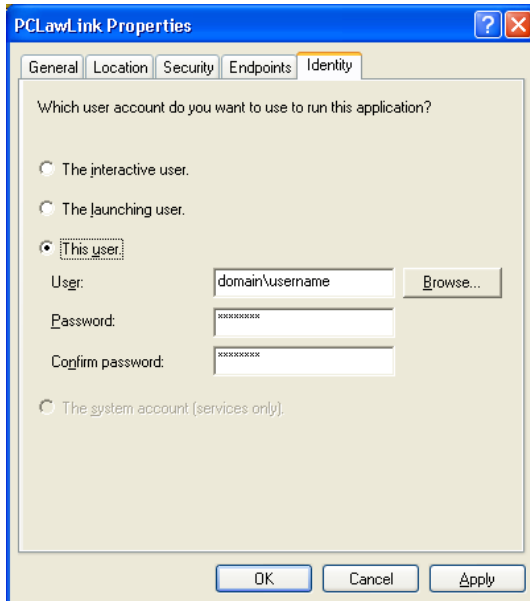 PCLawLink Properties
General Location Security Endpoints Identity
Which user account do you want to use to run this application?
The interactive user.
The launching user.
This user.
User: domain\username Browse...
Password: ********
Confirm password: ********
The system account (services only).
OK Cancel Apply